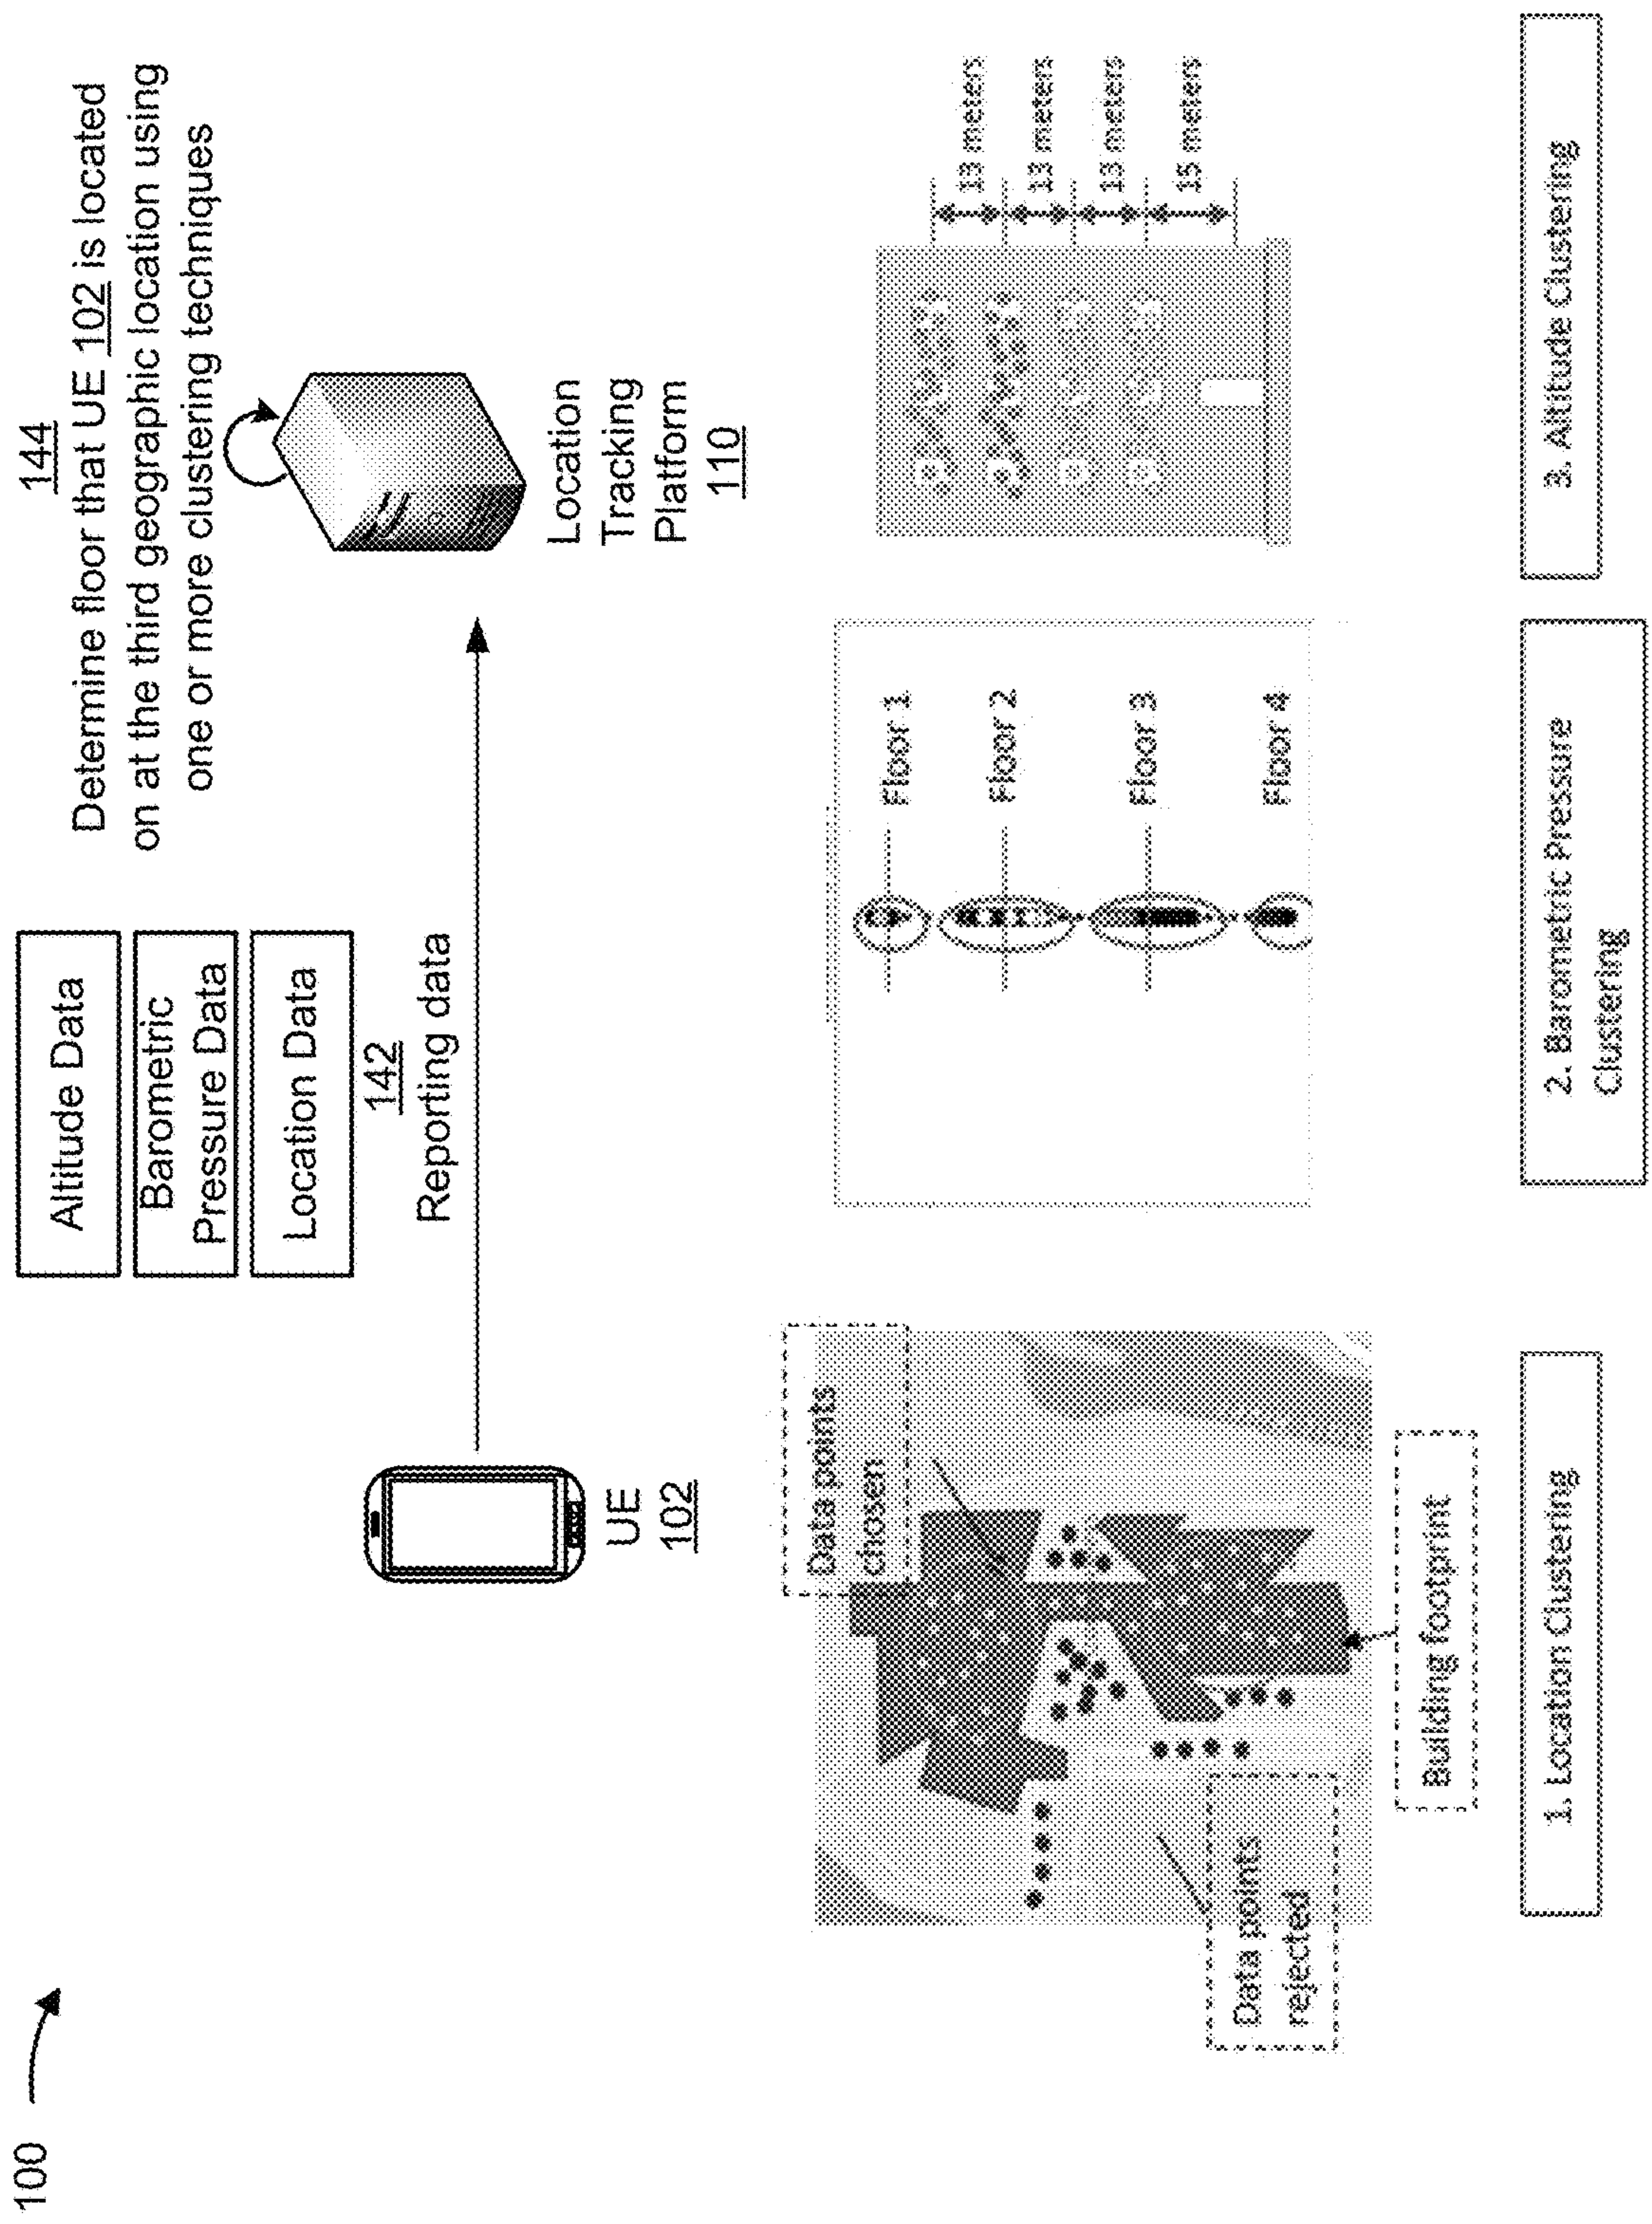 100
Altitude Data
Barometric
Pressure Data
Location Data
142
Reporting data
144
Determine floor that UE 102 is located
on at the third geographic location using
one or more clustering techniques
UE
102
Location
Tracking
Platform
110
Data points
chosen
Data points
rejected
Building footprint
1. Location Clustering
Floor 1
Floor 2
Floor 3
Floor 4
2. Barometric Pressure
Clustering
13 meters
13 meters
13 meters
15 meters
3. Altitude Clustering